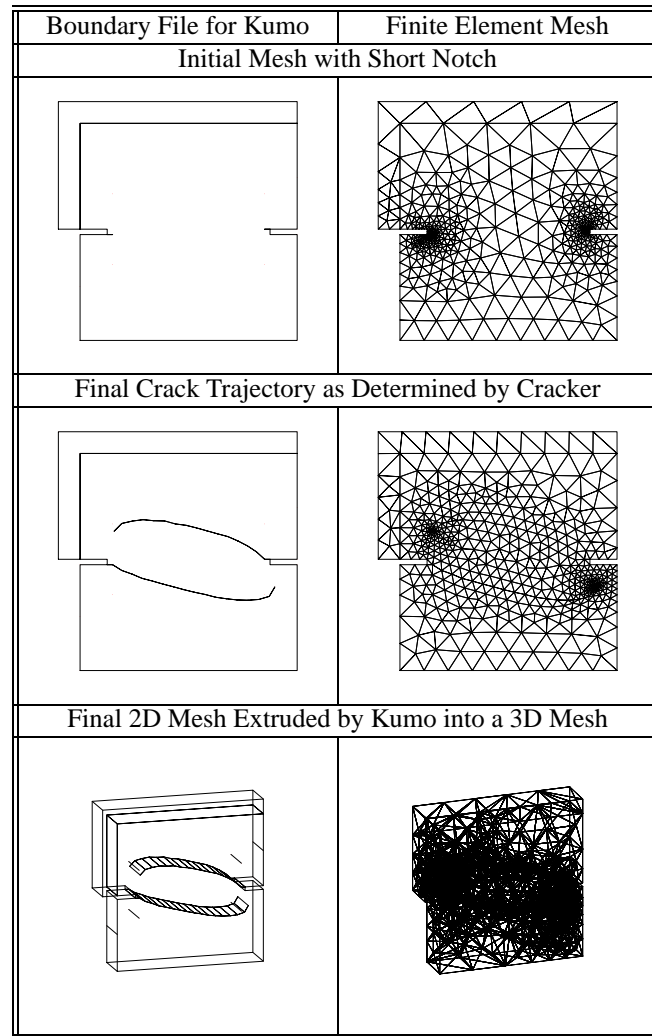 Boundary File for Kumo
Finite Element Mesh
Initial Mesh with Short Notch
Final Crack Trajectory as Determined by Cracker
Final 2D Mesh Extruded by Kumo into a 3D Mesh